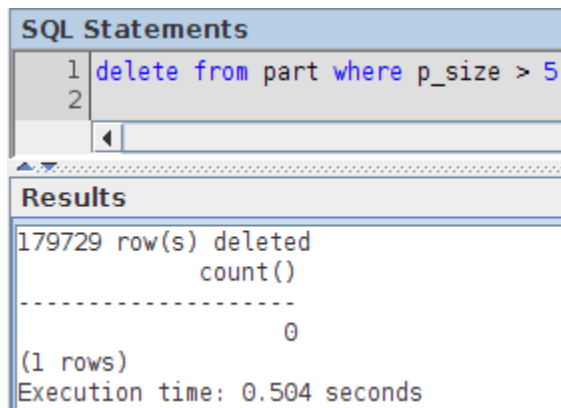 SQL Statements
1 delete from part where p_size > 5
2
Results
179729 row(s) deleted
count()
--------------------
0
(1 rows)
Execution time: 0.504 seconds